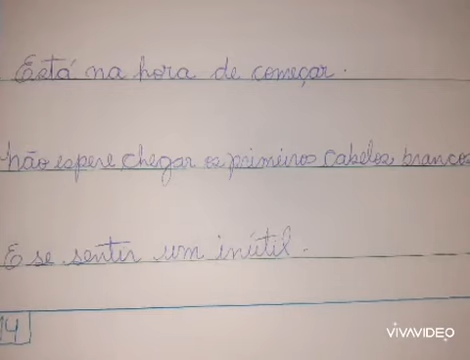 Está na hora de começar.
não espere chegar os primeiros cabelos brancos
E se sentir um inútil.
14
VIVAVIDEO